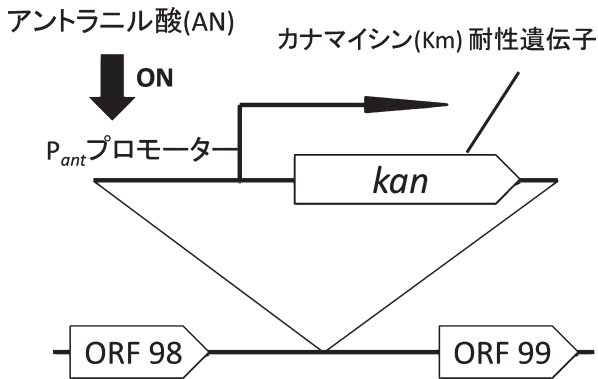 アントラニル酸(AN)
カナマイシン(Km) 耐性遺伝子
ON
Pantプロモーター
kan
ORF 98
ORF 99